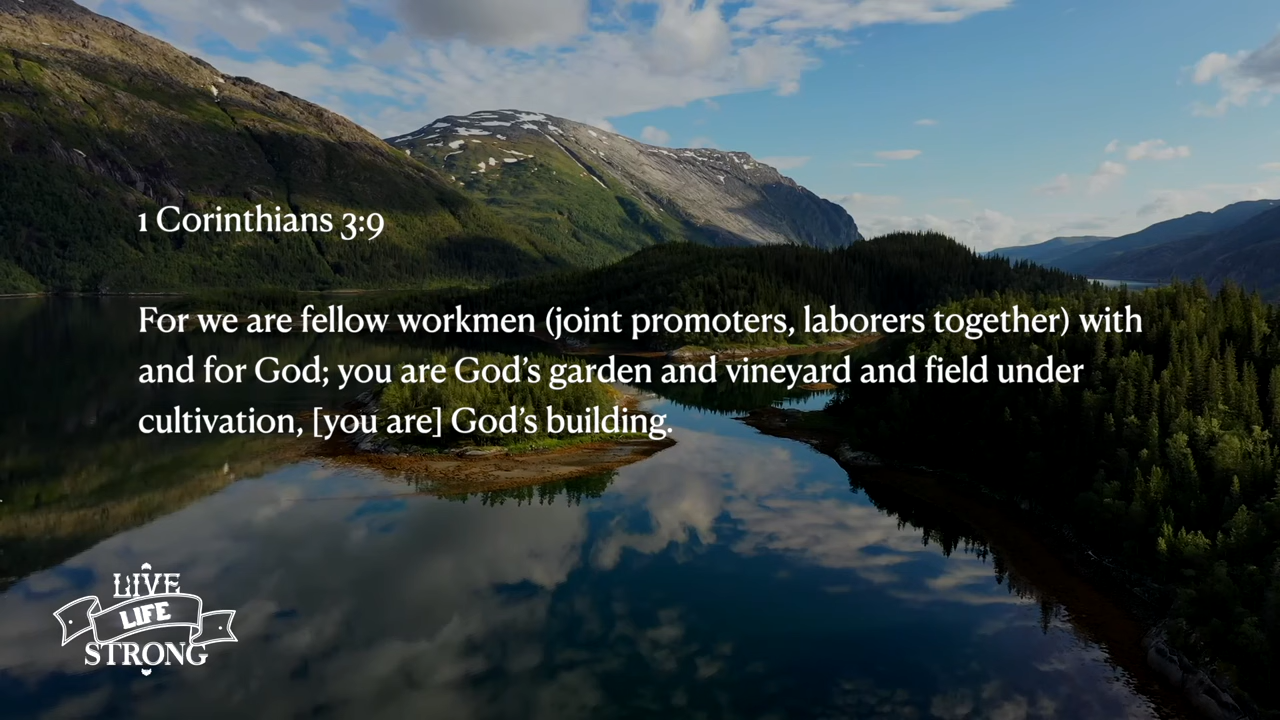 1 Corinthians 3:9
For we are fellow workmen (joint promoters, laborers together) with
and for God; you are God’s garden and vineyard and field under
cultivation, [you are] God’s building.
LIVE
LIFE
STRONG